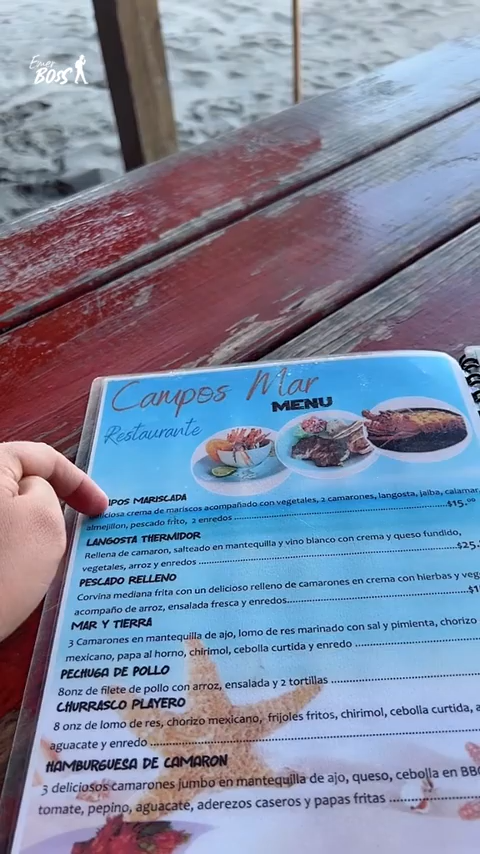 Emer
BOSS
Campos Mar
MENU
Restaurante
MPOS MARISCADA
deliciosa crema de mariscos acompañado con vegetales, 2 camarones, langosta, jaiba, calamar,
almejillon, pescado frito, 2 enredos ........ $15.00
LANGOSTA THERMIDOR
Rellena de camaron, salteado en mantequilla y vino blanco con crema y queso fundido,
vegetales, arroz y enredos ........ $25.
PESCADO RELLENO
Corvina mediana frita con un delicioso relleno de camarones en crema con hierbas y veg
acompaño de arroz, ensalada fresca y enredos ........ $1
MAR Y TIERRA
3 Camarones en mantequilla de ajo, lomo de res marinado con sal y pimienta, chorizo
mexicano, papa al horno, chirimol, cebolla curtida y enredo ........
PECHUGA DE POLLO
8onz de filete de pollo con arroz, ensalada y 2 tortillas ........
CHURRASCO PLAYERO
8 onz de lomo de res, chorizo mexicano, frijoles fritos, chirimol, cebolla curtida, a
aguacate y enredo ........
HAMBURGUESA DE CAMARON
3 deliciosos camarones jumbo en mantequilla de ajo, queso, cebolla en BBQ
tomate, pepino, aguacate, aderezos caseros y papas fritas ........